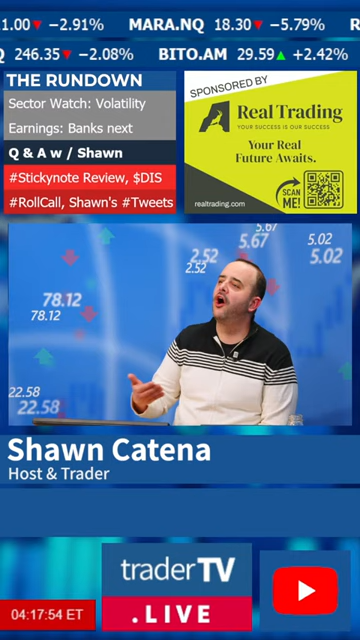 1.00 ▼ −2.91% MARA.NQ 18.30 ▼ −5.79%
246.35 ▼ −2.08% BITO.AM 29.59 ▲ +2.42%
THE RUNDOWN
Sector Watch: Volatility
Earnings: Banks next
Q & A w / Shawn
#Stickynote Review, $DIS
#RollCall, Shawn's #Tweets
SPONSORED BY
Real Trading
YOUR SUCCESS IS OUR SUCCESS
Your Real
Future Awaits.
SCAN
ME!
realtrading.com
5.67
5.67
5.02
5.02
2.52
2.52
78.12
78.12
22.58
22.58
Shawn Catena
Host & Trader
traderTV
.LIVE
04:17:54 ET